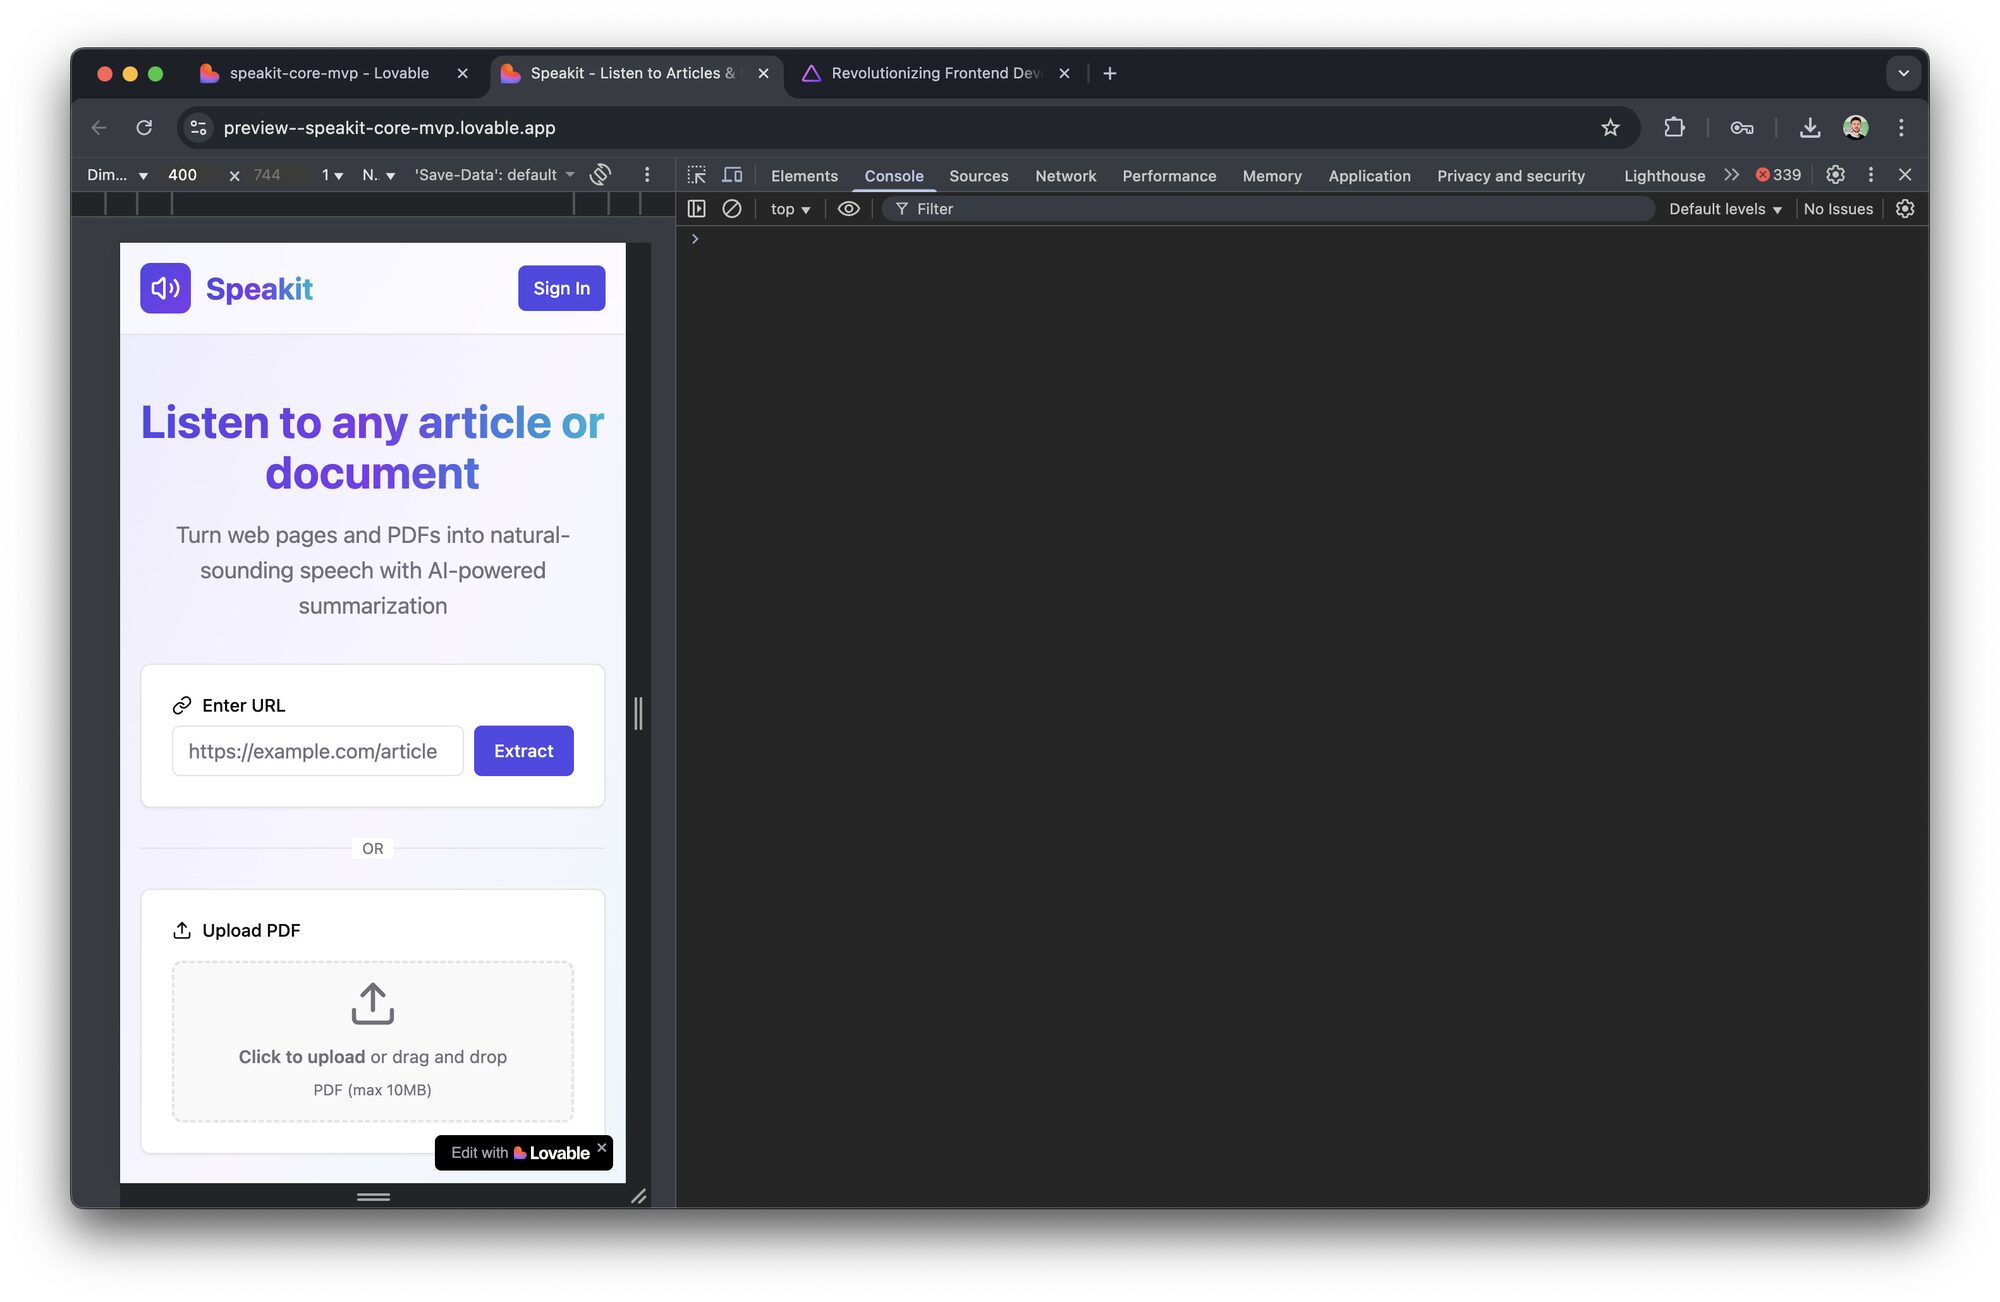 speakit-core-mvp - Lovable
Speakit - Listen to Articles &
Revolutionizing Frontend Dev
preview--speakit-core-mvp.lovable.app
Dim... 400 × 744 1 N. 'Save-Data': default
Elements Console Sources Network Performance Memory Application Privacy and security Lighthouse 339
top Filter Default levels No Issues
Speakit
Sign In
Listen to any article or
document
Turn web pages and PDFs into natural-
sounding speech with AI-powered
summarization
Enter URL
https://example.com/article
Extract
OR
Upload PDF
Click to upload or drag and drop
PDF (max 10MB)
Edit with Lovable